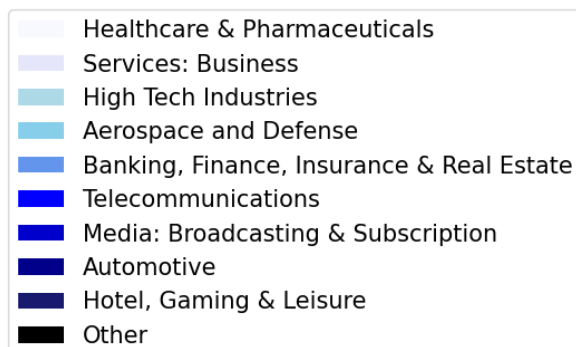 Healthcare & Pharmaceuticals
Services: Business
High Tech Industries
Aerospace and Defense
Banking, Finance, Insurance & Real Estate
Telecommunications
Media: Broadcasting & Subscription
Automotive
Hotel, Gaming & Leisure
Other